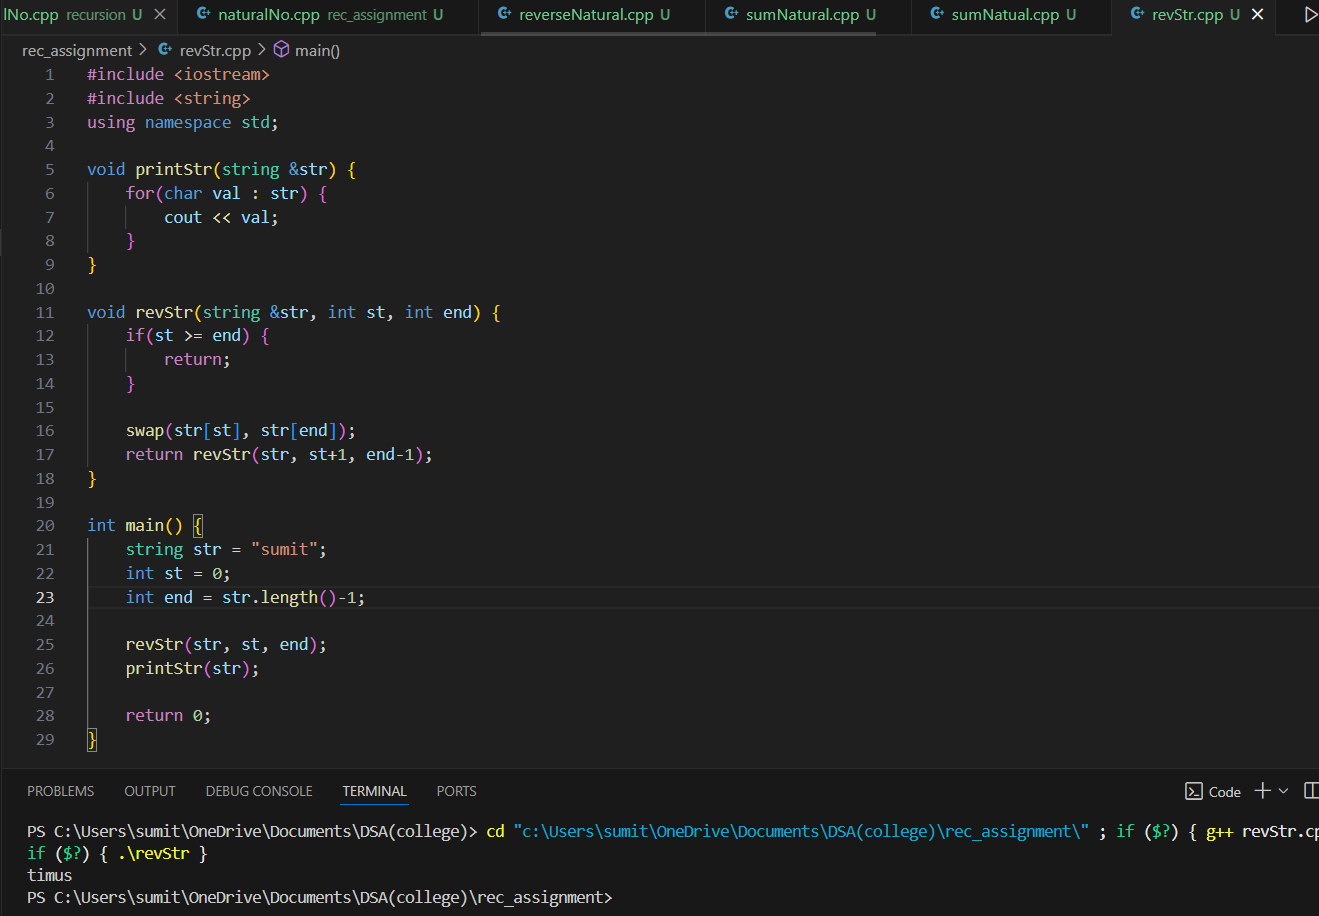 lNo.cpp recursion U naturalNo.cpp rec_assignment U reverseNatural.cpp U sumNatural.cpp U sumNatual.cpp U revStr.cpp U
rec_assignment > revStr.cpp > main()
1 #include <iostream>
2 #include <string>
3 using namespace std;
4
5 void printStr(string &str) {
6     for(char val : str) {
7         cout << val;
8     }
9 }
10
11 void revStr(string &str, int st, int end) {
12     if(st >= end) {
13         return;
14     }
15
16     swap(str[st], str[end]);
17     return revStr(str, st+1, end-1);
18 }
19
20 int main() {
21     string str = "sumit";
22     int st = 0;
23     int end = str.length()-1;
24
25     revStr(str, st, end);
26     printStr(str);
27
28     return 0;
29 }
PROBLEMS OUTPUT DEBUG CONSOLE TERMINAL PORTS Code
PS C:\Users\sumit\OneDrive\Documents\DSA(college)> cd "c:\Users\sumit\OneDrive\Documents\DSA(college)\rec_assignment\" ; if ($?) { g++ revStr.cp
if ($?) { .\revStr }
timus
PS C:\Users\sumit\OneDrive\Documents\DSA(college)\rec_assignment>